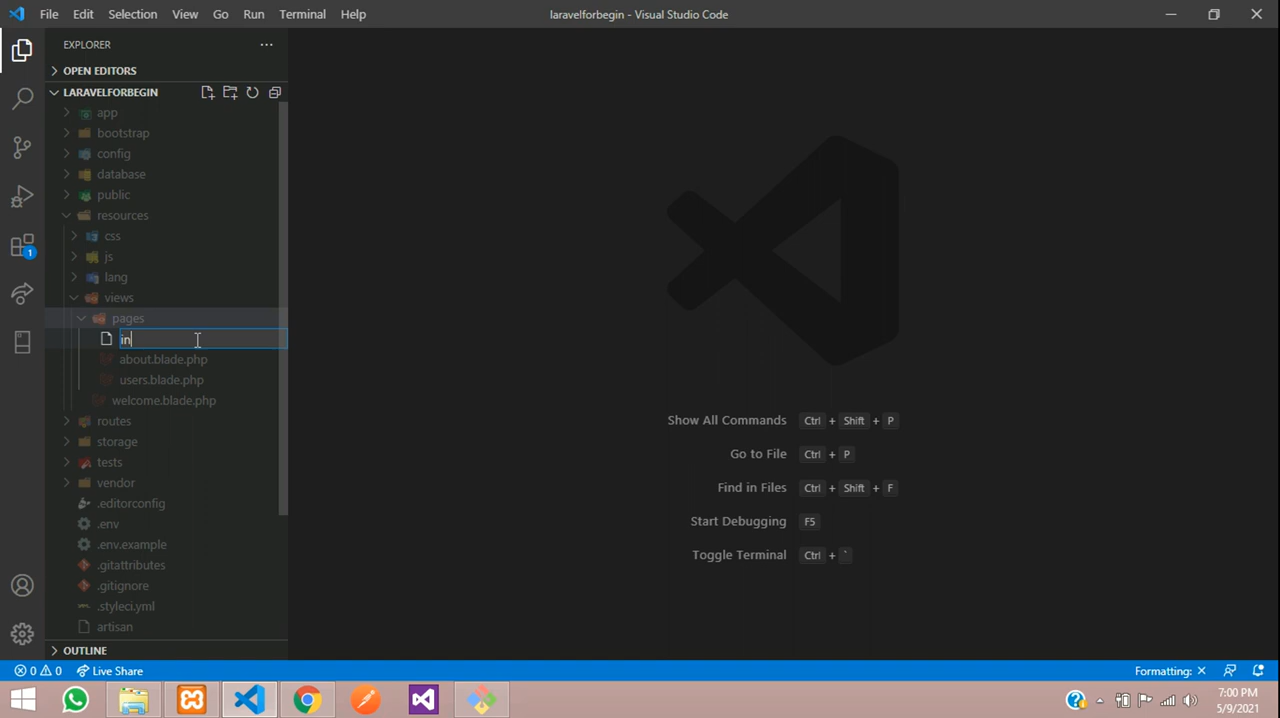 File Edit Selection View Go Run Terminal Help
laravelforbegin - Visual Studio Code
EXPLORER
OPEN EDITORS
LARAVELFORBEGIN
app
bootstrap
config
database
public
resources
css
js
lang
views
pages
in
about.blade.php
users.blade.php
welcome.blade.php
routes
storage
tests
vendor
.editorconfig
.env
.env.example
.gitattributes
.gitignore
.styleci.yml
artisan
OUTLINE
1
Show All Commands Ctrl + Shift + P
Go to File Ctrl + P
Find in Files Ctrl + Shift + F
Start Debugging F5
Toggle Terminal Ctrl + `
0 0 Live Share
Formatting: ×
7:00 PM
5/9/2021